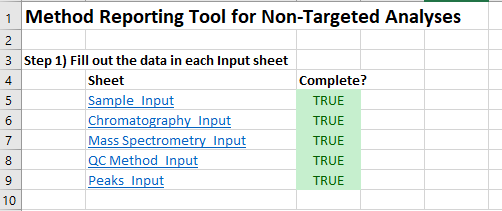 1 Method Reporting Tool for Non-Targeted Analyses
2
3 Step 1) Fill out the data in each Input sheet
4 Sheet Complete?
5 Sample_Input TRUE
6 Chromatography_Input TRUE
7 Mass Spectrometry_Input TRUE
8 QC Method_Input TRUE
9 Peaks_Input TRUE
10